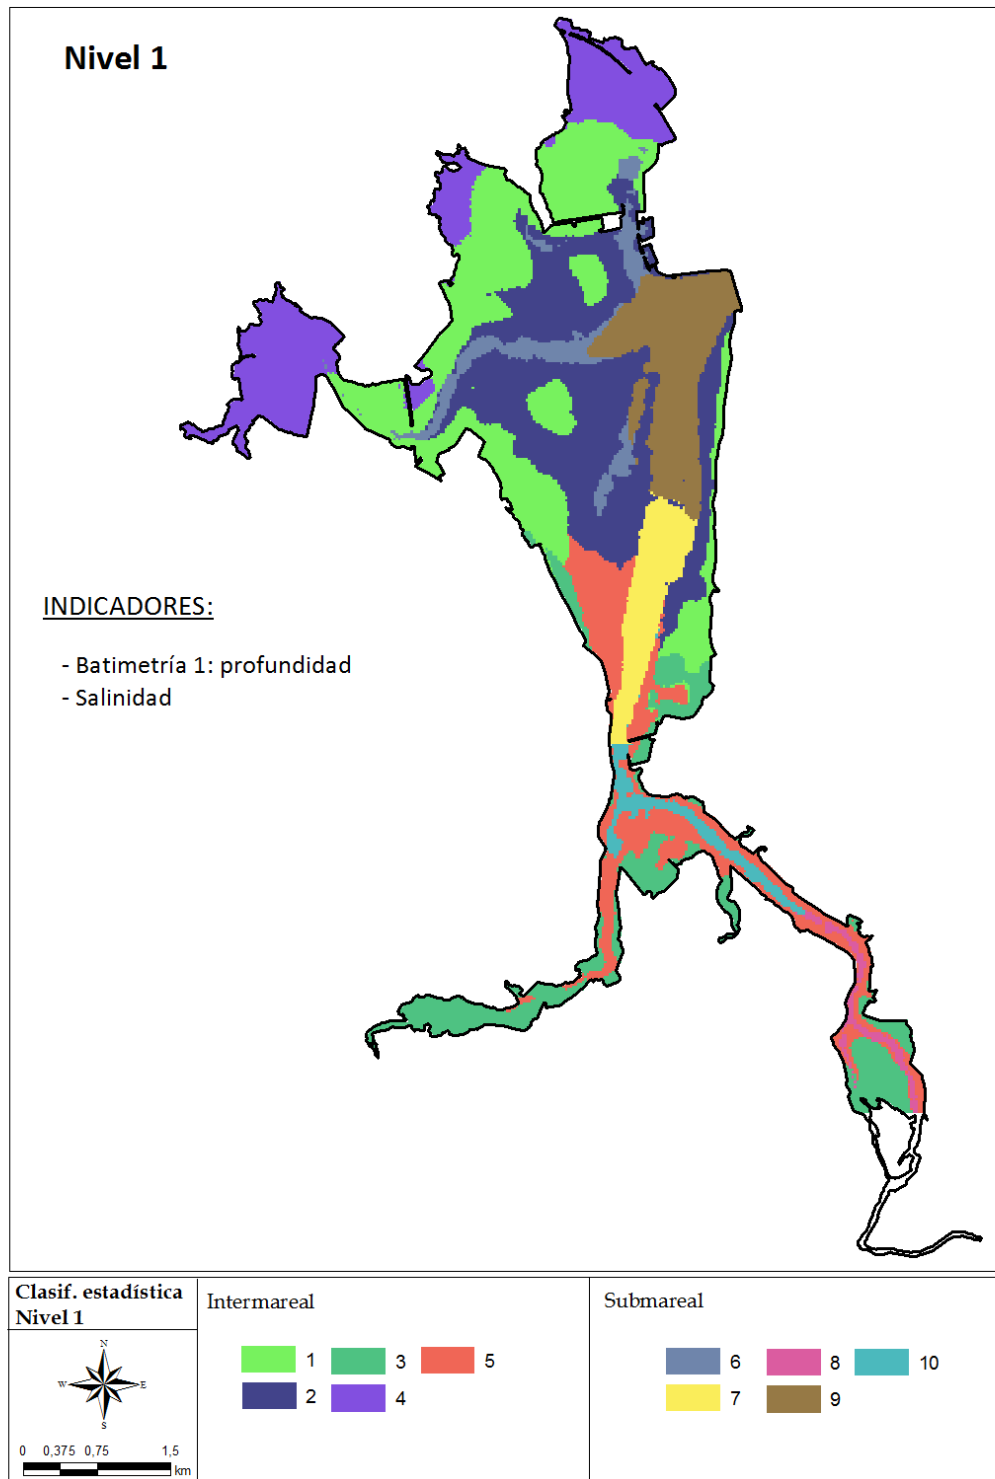 Nivel 1
INDICADORES:
- Batimetría 1: profundidad
- Salinidad
Clasif. estadística
Nivel 1
N
W
E
S
0 0,375 0,75 1,5
km
Intermareal
1 3 5
2 4
Submareal
6 8 10
7 9